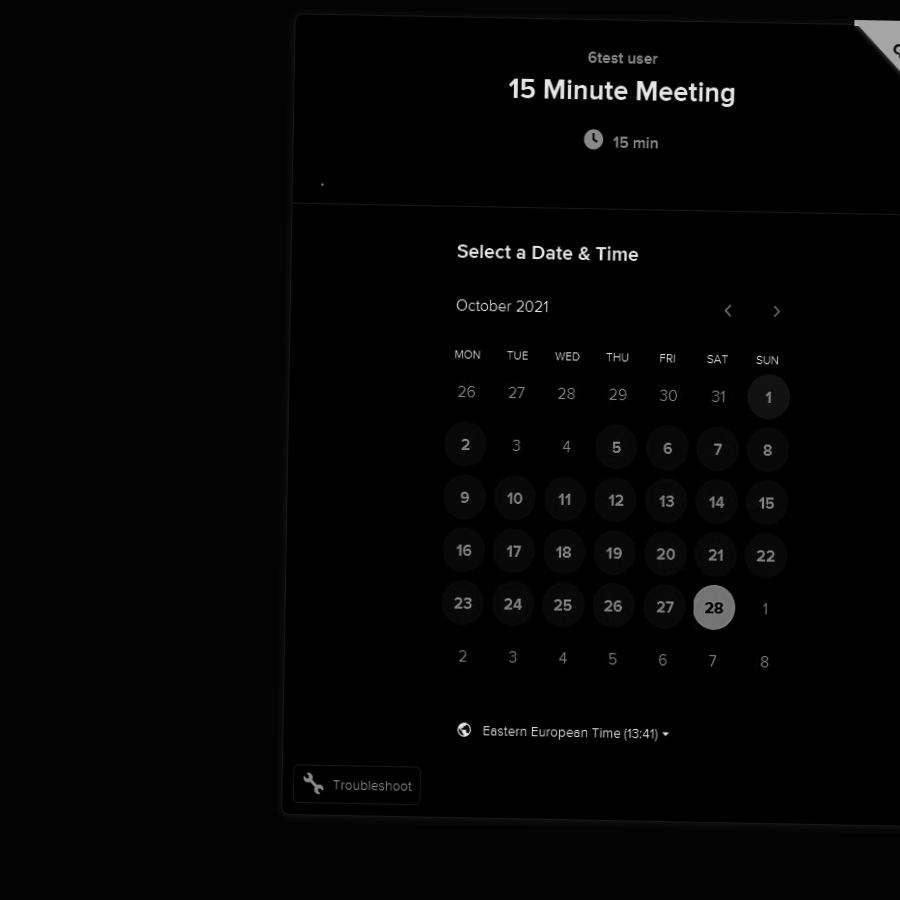 6test user
15 Minute Meeting
15 min
Select a Date & Time
October 2021
MON TUE WED THU FRI SAT SUN
26 27 28 29 30 31 1
2 3 4 5 6 7 8
9 10 11 12 13 14 15
16 17 18 19 20 21 22
23 24 25 26 27 28 1
2 3 4 5 6 7 8
Eastern European Time (13:41)
Troubleshoot